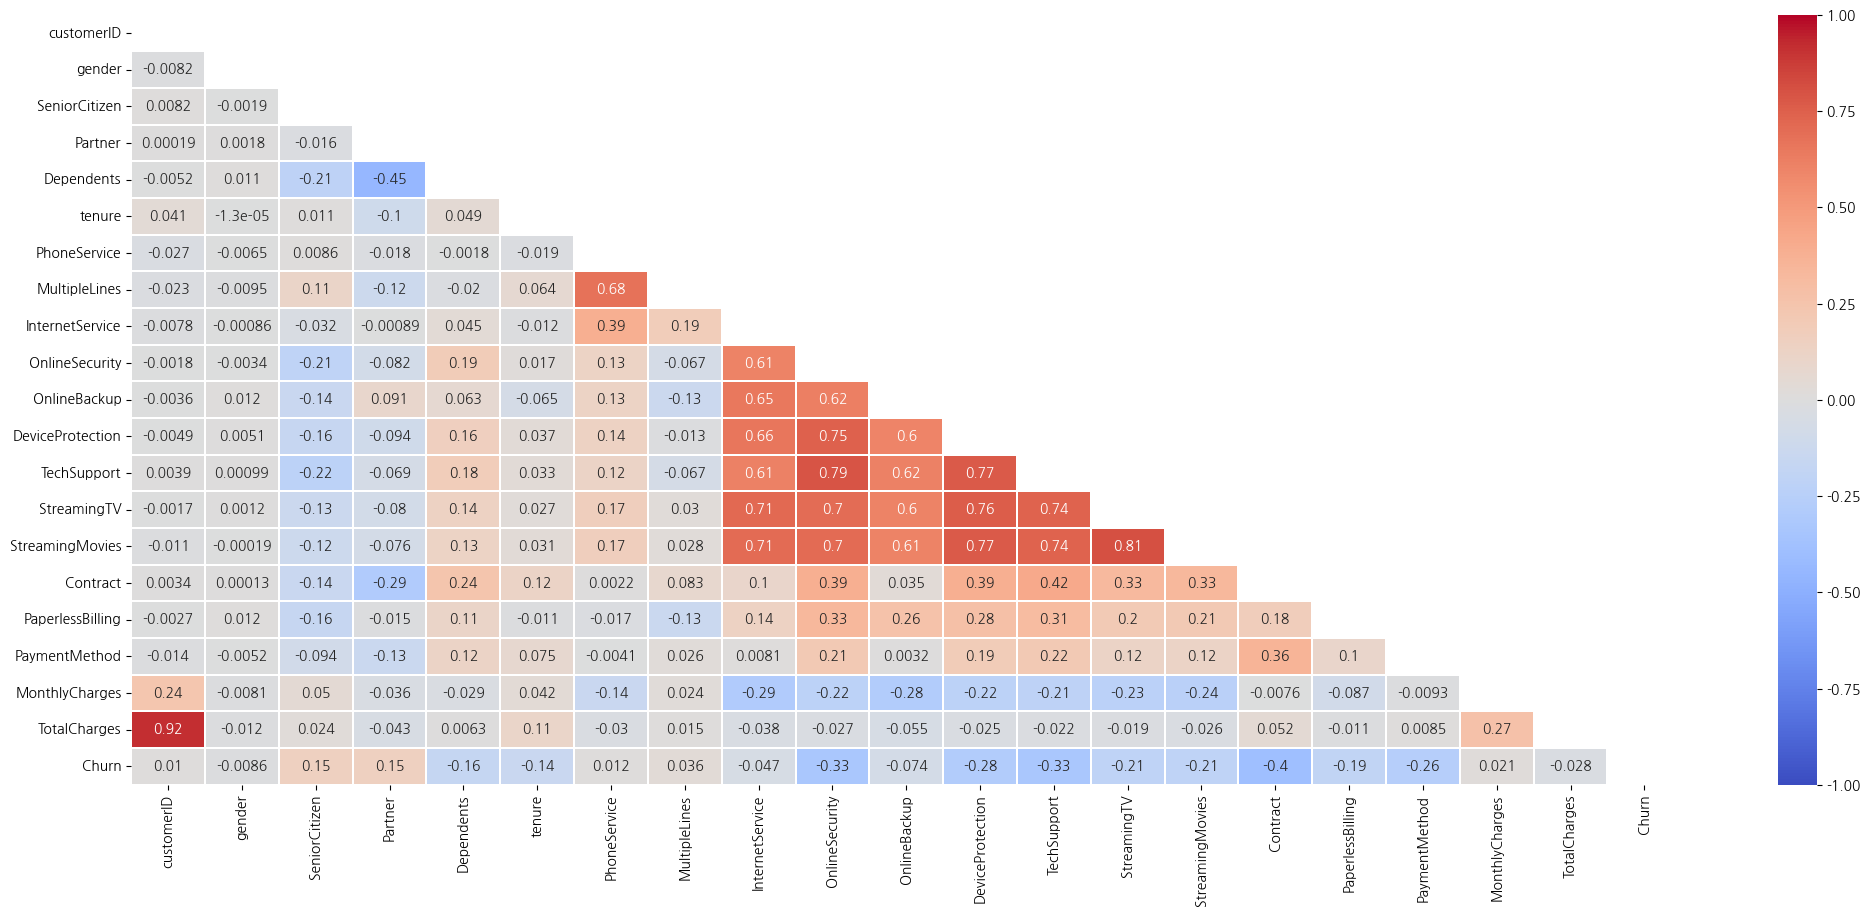 customerID
gender -0.0082
SeniorCitizen 0.0082 -0.0019
Partner 0.00019 0.0018 -0.016
Dependents -0.0052 0.011 -0.21 -0.45
tenure 0.041 -1.3e-05 0.011 -0.1 0.049
PhoneService -0.027 -0.0065 0.0086 -0.018 -0.0018 -0.019
MultipleLines -0.023 -0.0095 0.11 -0.12 -0.02 0.064 0.68
InternetService -0.0078 -0.00086 -0.032 -0.00089 0.045 -0.012 0.39 0.19
OnlineSecurity -0.0018 -0.0034 -0.21 -0.082 0.19 0.017 0.13 -0.067 0.61
OnlineBackup -0.0036 0.012 -0.14 0.091 0.063 -0.065 0.13 -0.13 0.65 0.62
DeviceProtection -0.0049 0.0051 -0.16 -0.094 0.16 0.037 0.14 -0.013 0.66 0.75 0.6
TechSupport 0.0039 0.00099 -0.22 -0.069 0.18 0.033 0.12 -0.067 0.61 0.79 0.62 0.77
StreamingTV -0.0017 0.0012 -0.13 -0.08 0.14 0.027 0.17 0.03 0.71 0.7 0.6 0.76 0.74
StreamingMovies -0.011 -0.00019 -0.12 -0.076 0.13 0.031 0.17 0.028 0.71 0.7 0.61 0.77 0.74 0.81
Contract 0.0034 0.00013 -0.14 -0.29 0.24 0.12 0.0022 0.083 0.1 0.39 0.035 0.39 0.42 0.33 0.33
PaperlessBilling -0.0027 0.012 -0.16 -0.015 0.11 -0.011 -0.017 -0.13 0.14 0.33 0.26 0.28 0.31 0.2 0.21 0.18
PaymentMethod -0.014 -0.0052 -0.094 -0.13 0.12 0.075 -0.0041 0.026 0.0081 0.21 0.0032 0.19 0.22 0.12 0.12 0.36 0.1
MonthlyCharges 0.24 -0.0081 0.05 -0.036 -0.029 0.042 -0.14 0.024 -0.29 -0.22 -0.28 -0.22 -0.21 -0.23 -0.24 -0.0076 -0.087 -0.0093
TotalCharges 0.92 -0.012 0.024 -0.043 0.0063 0.11 -0.03 0.015 -0.038 -0.027 -0.055 -0.025 -0.022 -0.019 -0.026 0.052 -0.011 0.0085 0.27
Churn 0.01 -0.0086 0.15 0.15 -0.16 -0.14 0.012 0.036 -0.047 -0.33 -0.074 -0.28 -0.33 -0.21 -0.21 -0.4 -0.19 -0.26 0.021 -0.028
customerID
gender
SeniorCitizen
Partner
Dependents
tenure
PhoneService
MultipleLines
InternetService
OnlineSecurity
OnlineBackup
DeviceProtection
TechSupport
StreamingTV
StreamingMovies
Contract
PaperlessBilling
PaymentMethod
MonthlyCharges
TotalCharges
Churn
1.00
0.75
0.50
0.25
0.00
-0.25
-0.50
-0.75
-1.00